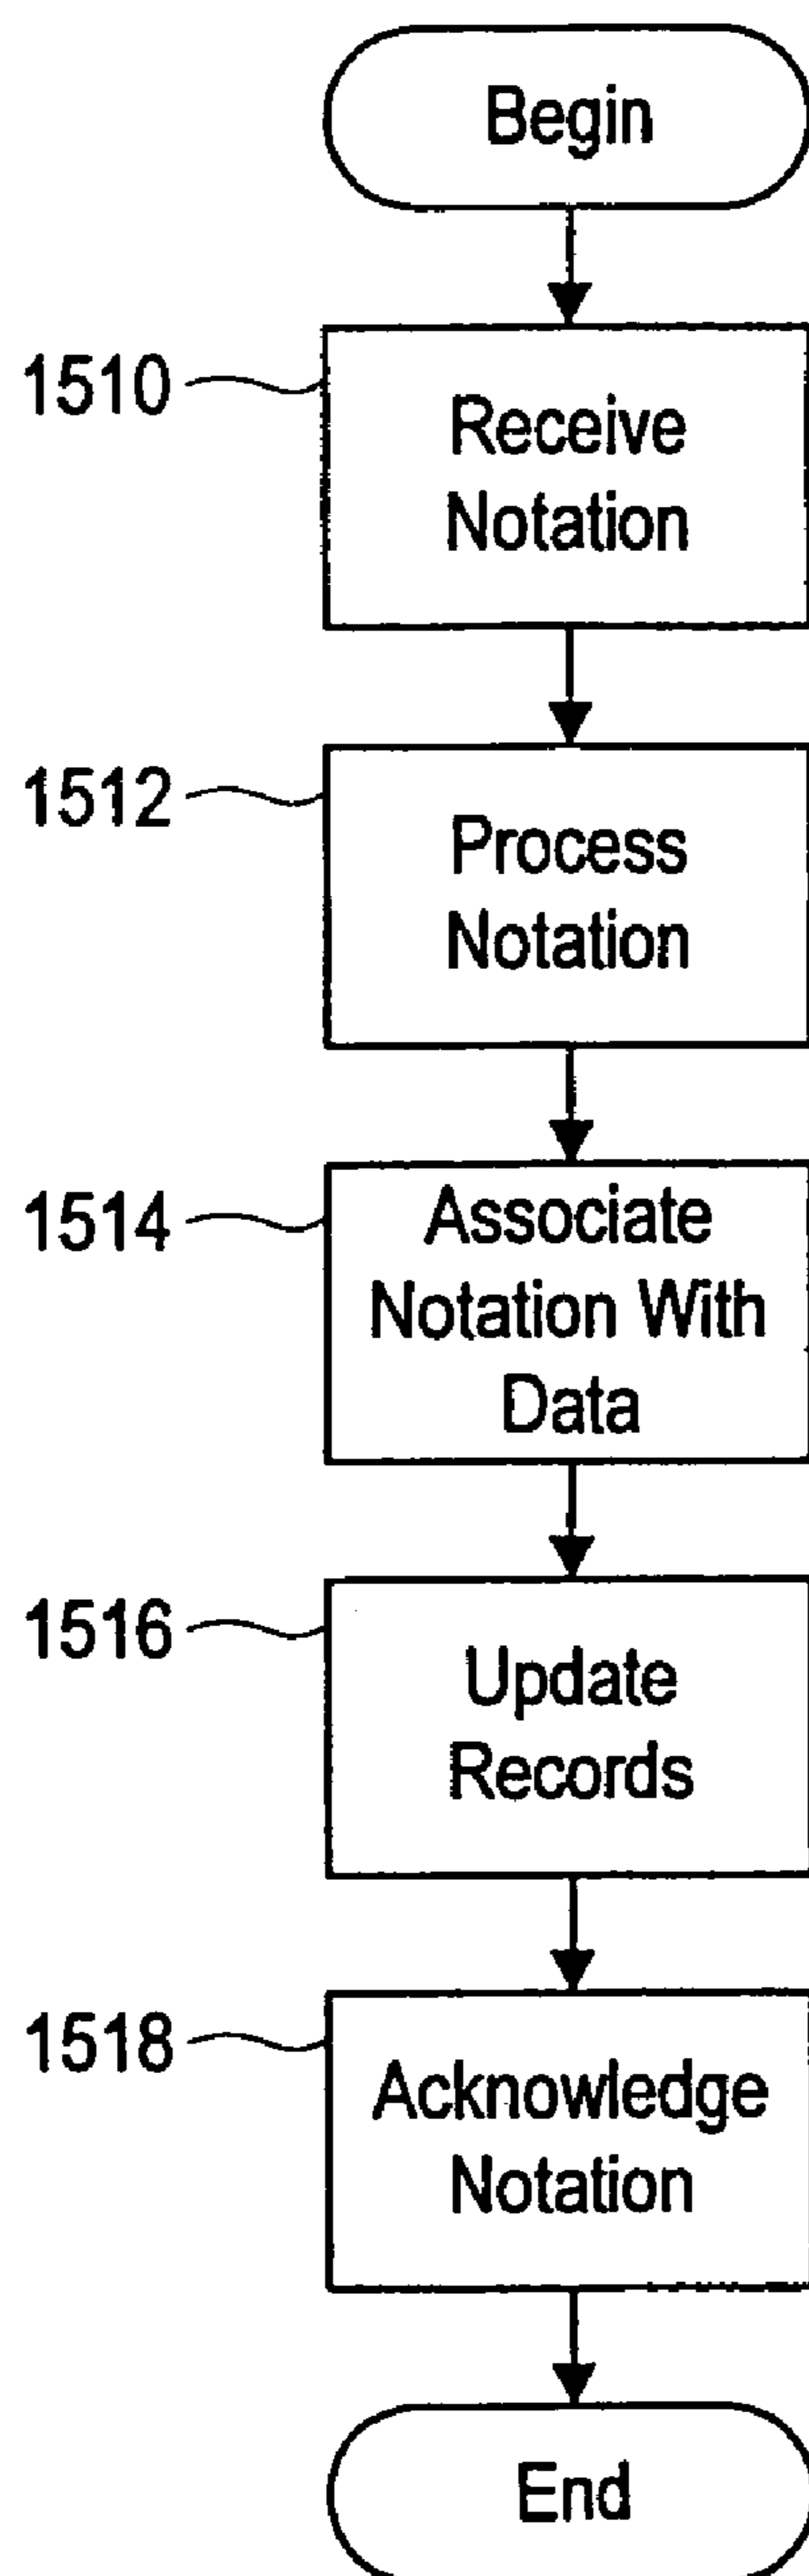 Begin
1510
Receive
Notation
1512
Process
Notation
1514
Associate
Notation With
Data
1516
Update
Records
1518
Acknowledge
Notation
End